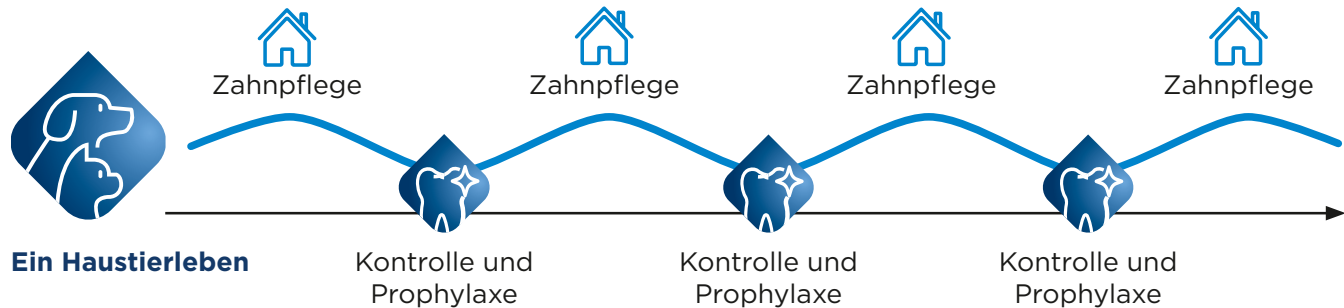 Zahnpflege
Zahnpflege
Zahnpflege
Zahnpflege
Ein Haustierleben
Kontrolle und
Prophylaxe
Kontrolle und
Prophylaxe
Kontrolle und
Prophylaxe